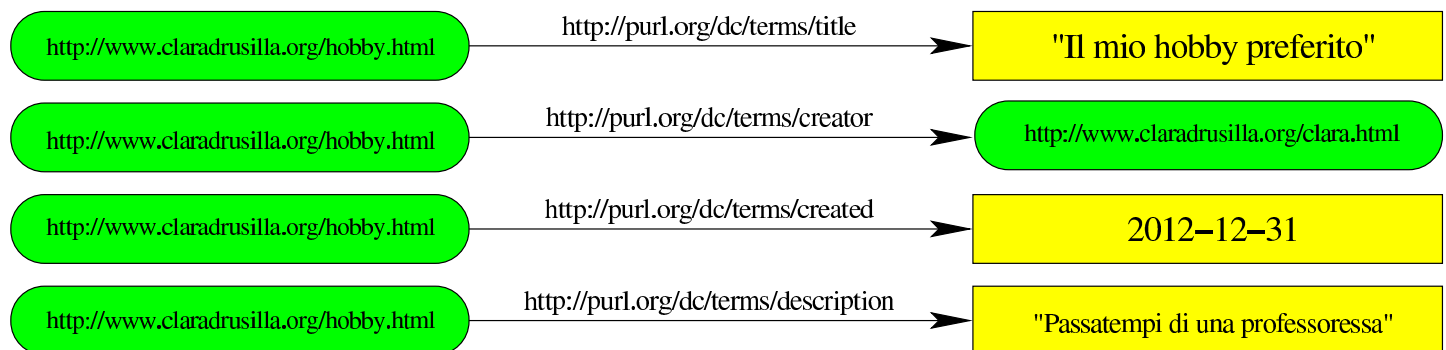 http://www.claradrusilla.org/hobby.html http://purl.org/dc/terms/title "Il mio hobby preferito"
http://www.claradrusilla.org/hobby.html http://purl.org/dc/terms/creator http://www.claradrusilla.org/clara.html
http://www.claradrusilla.org/hobby.html http://purl.org/dc/terms/created 2012−12−31
http://www.claradrusilla.org/hobby.html http://purl.org/dc/terms/description "Passatempi di una professoressa"